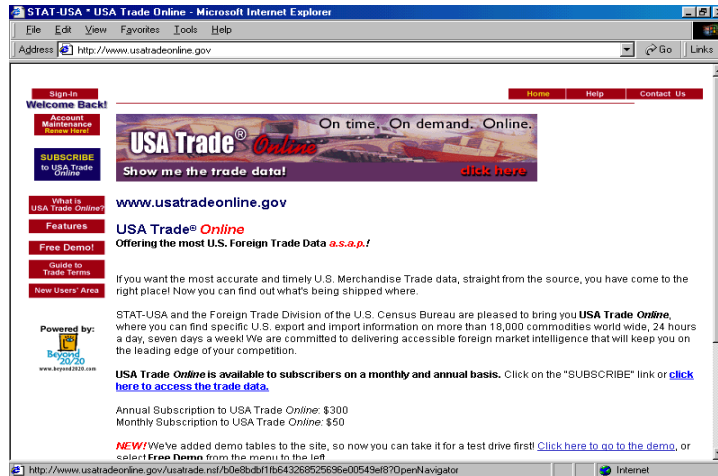 STAT-USA * USA Trade Online - Microsoft Internet Explorer
File Edit View Favorites Tools Help
Address http://www.usatradeonline.gov Go Links
Sign-In
Welcome Back!
Account
Maintenance
Renew Here!
SUBSCRIBE
to USA Trade
Online
What is
USA Trade Online?
Features
Free Demo!
Guide to
Trade Terms
New Users' Area
Powered by:
Beyond
20/20
www.beyond2020.com
Home Help Contact Us
On time. On demand. Online.
USA Trade® Online
Show me the trade data! click here
www.usatradeonline.gov
USA Trade® Online
Offering the most U.S. Foreign Trade Data a.s.a.p.!
If you want the most accurate and timely U.S. Merchandise Trade data, straight from the source, you have come to the
right place! Now you can find out what's being shipped where.
STAT-USA and the Foreign Trade Division of the U.S. Census Bureau are pleased to bring you USA Trade Online,
where you can find specific U.S. export and import information on more than 18,000 commodities world wide, 24 hours
a day, seven days a week! We are committed to delivering accessible foreign market intelligence that will keep you on
the leading edge of your competition.
USA Trade Online is available to subscribers on a monthly and annual basis. Click on the "SUBSCRIBE" link or click
here to access the trade data.
Annual Subscription to USA Trade Online: $300
Monthly Subscription to USA Trade Online: $50
NEW! We've added demo tables to the site, so now you can take it for a test drive first! Click here to go to the demo, or
select Free Demo from the menu to the left.
http://www.usatradeonline.gov/usatrade.nsf/b0e8bdbf1fb643268525696e00549ef8?OpenNavigator Internet